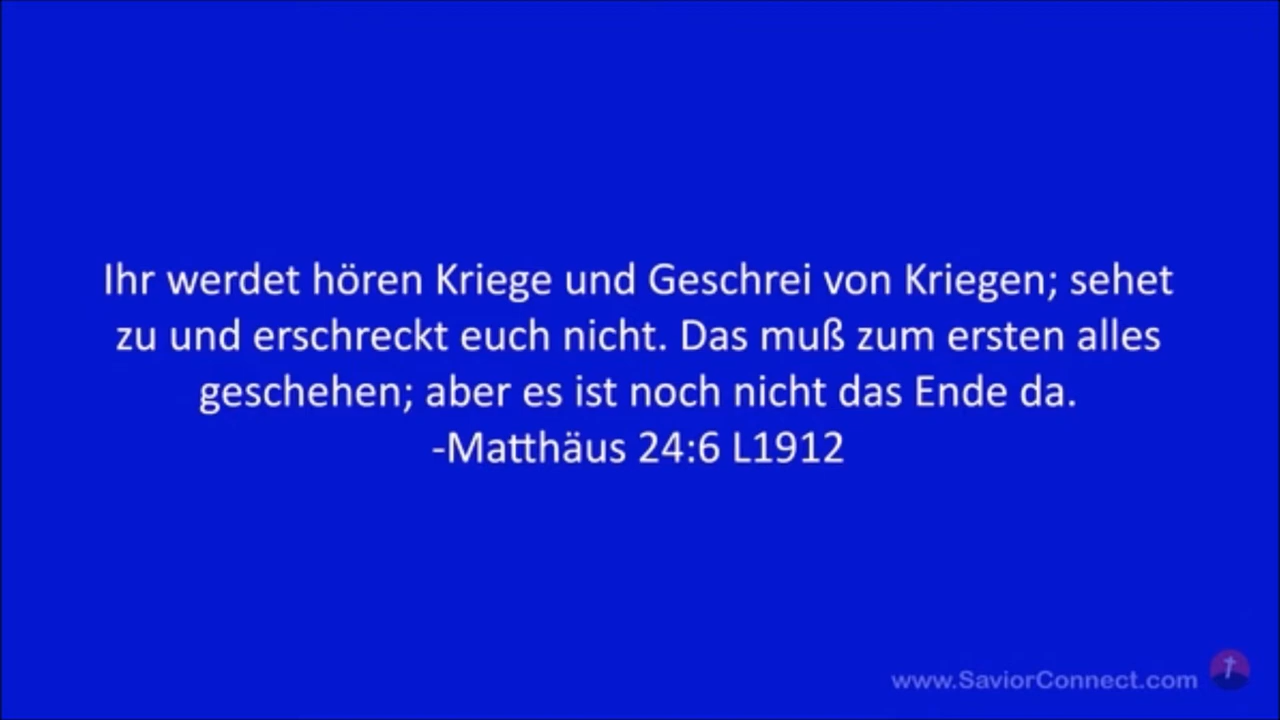 Ihr werdet hören Kriege und Geschrei von Kriegen; sehet
zu und erschreckt euch nicht. Das muß zum ersten alles
geschehen; aber es ist noch nicht das Ende da.
-Matthäus 24:6 L1912
www.SaviorConnect.com